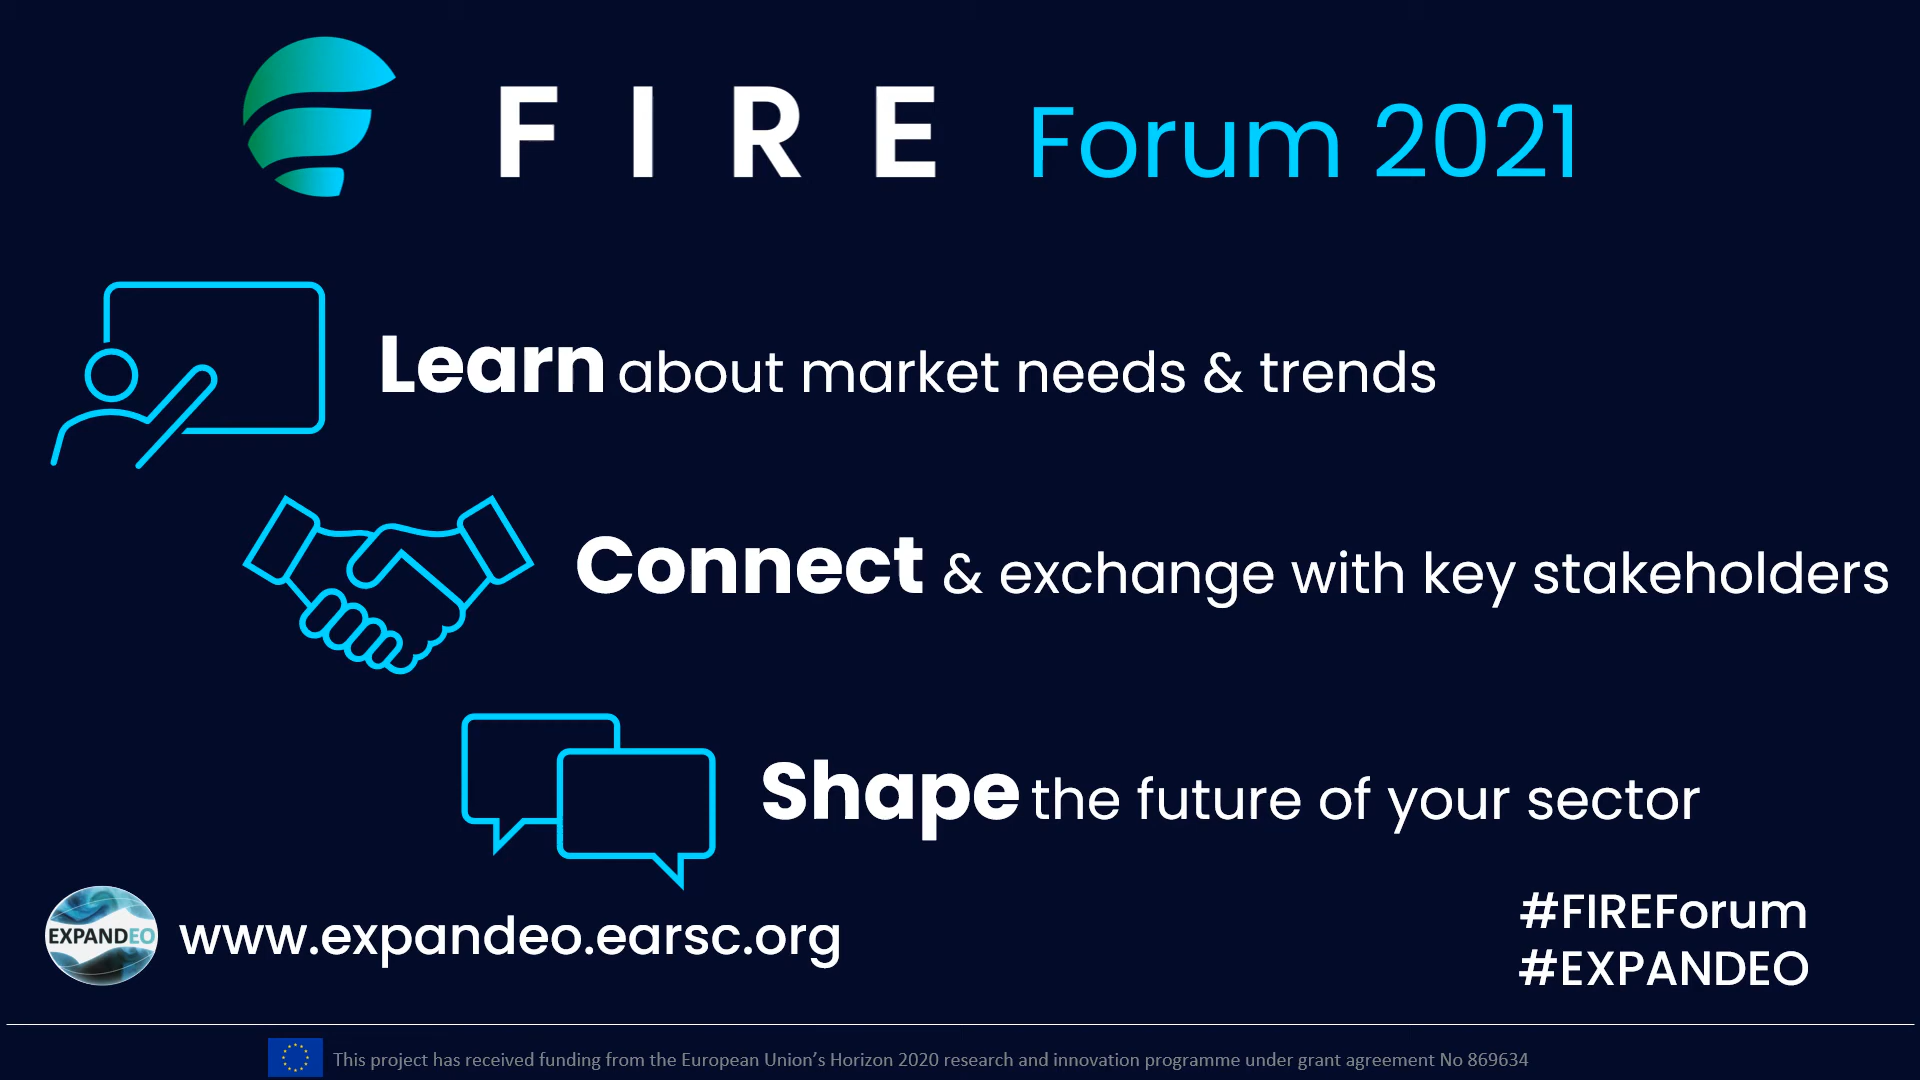 F I R E Forum 2021
Learn about market needs & trends
Connect & exchange with key stakeholders
Shape the future of your sector
EXPANDEO www.expandeo.earsc.org
#FIREForum
#EXPANDEO
This project has received funding from the European Union’s Horizon 2020 research and innovation programme under grant agreement No 869634